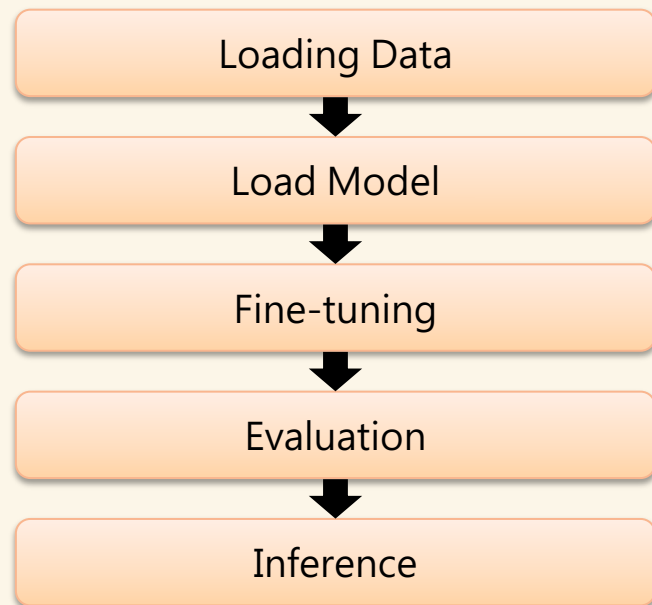 Loading Data
Load Model
Fine-tuning
Evaluation
Inference